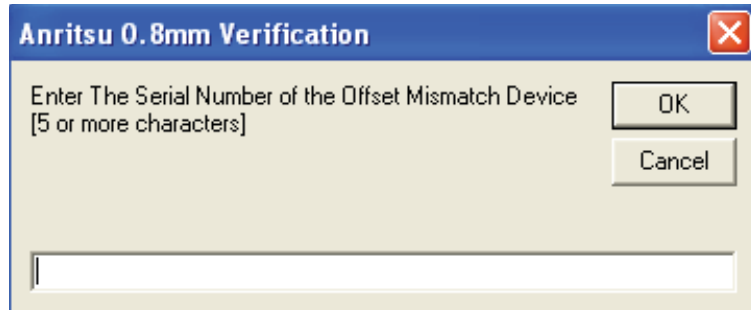 Anritsu 0.8mm Verification
Enter The Serial Number of the Offset Mismatch Device
[5 or more characters]
OK
Cancel